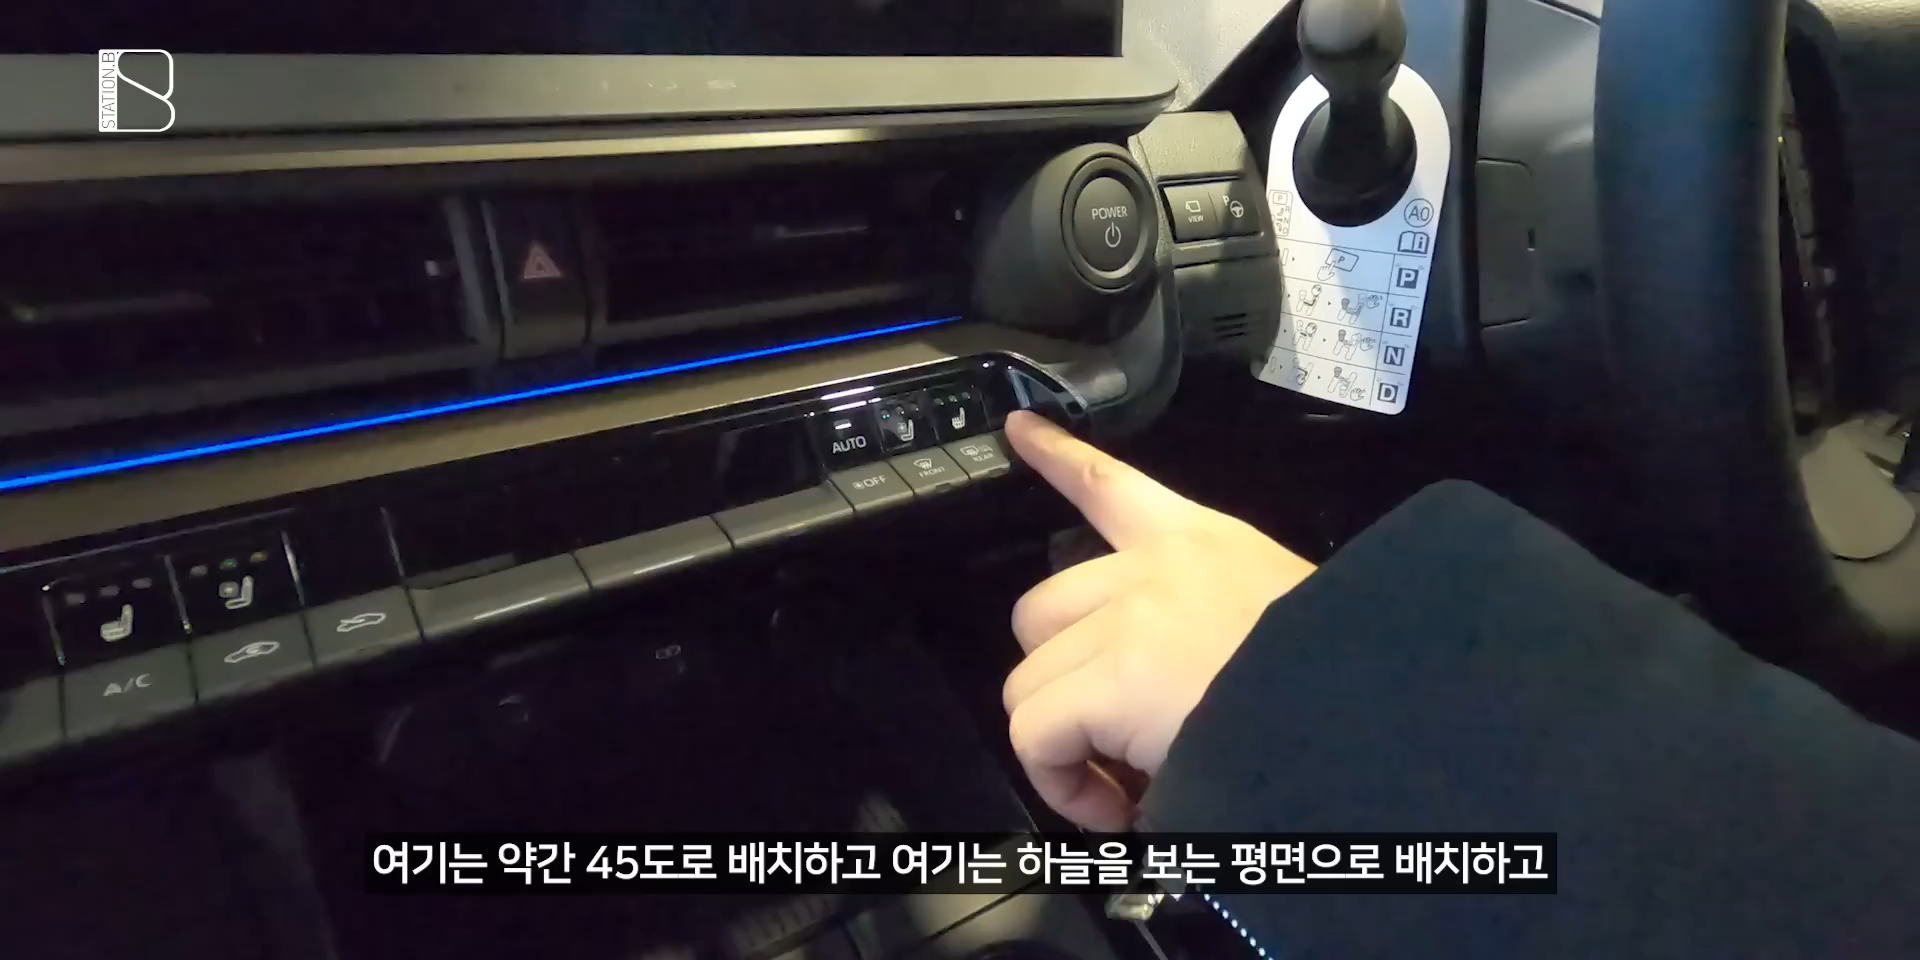 STATION.B
POWER
VIEW
P
A0
P
P
R
N
D
AUTO
OFF
FRONT
REAR
A/C
여기는 약간 45도로 배치하고 여기는 하늘을 보는 평면으로 배치하고